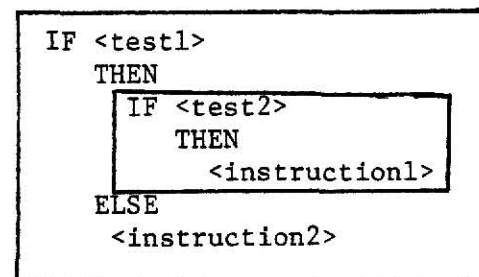 IF <test1>
THEN
IF <test2>
THEN
<instruction1>
ELSE
<instruction2>